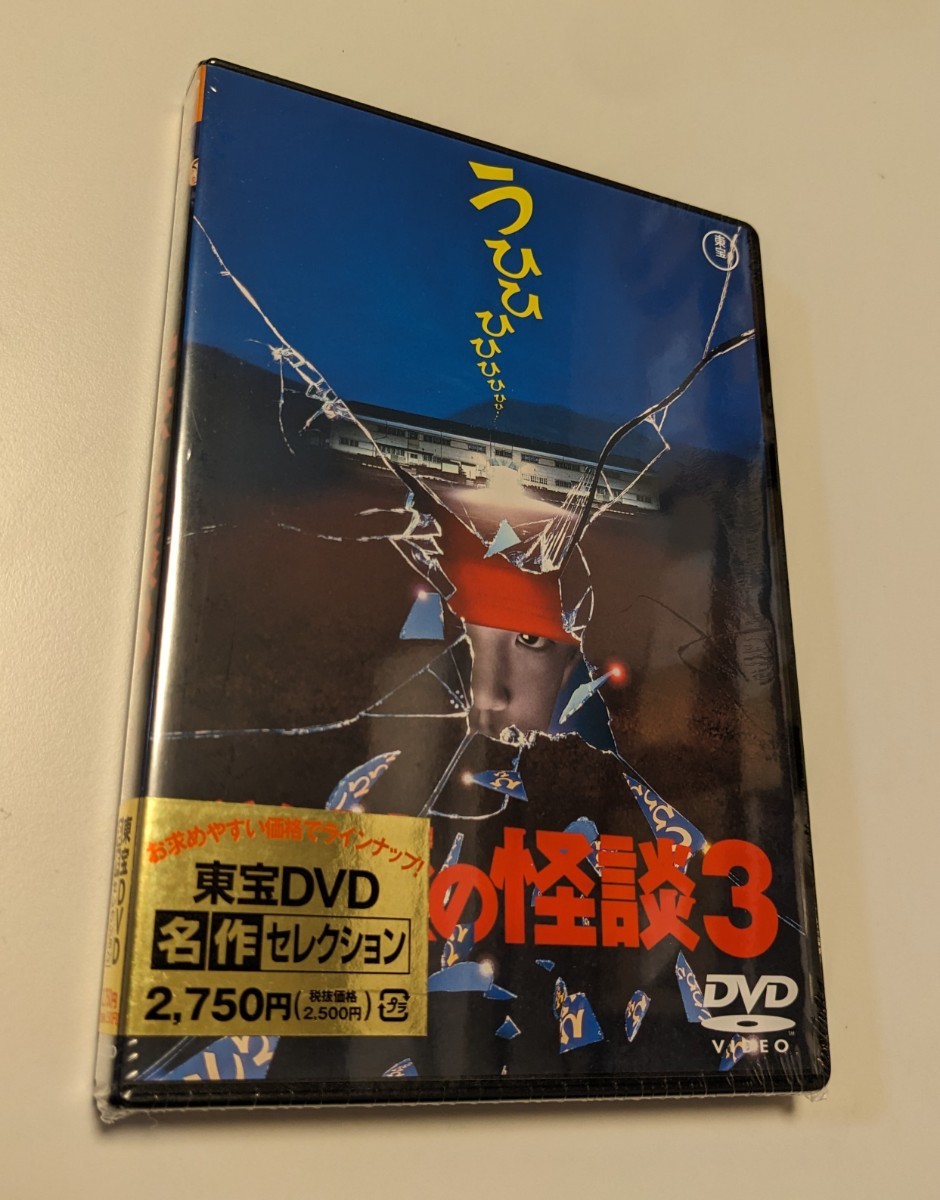 うひひひひひひひひ…
東宝
の怪談3
お求めやすい価格でラインナップ!
東宝DVD
名作セレクション
2,750円(税抜価格2,500円)プラ
DVD
VIDEO